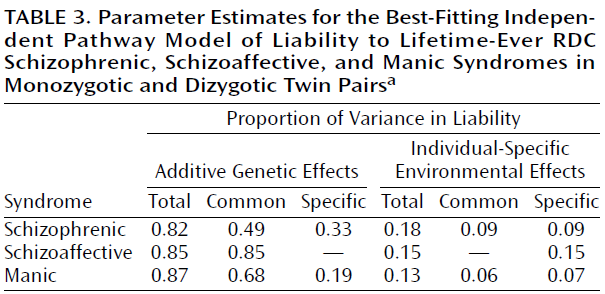 TABLE 3. Parameter Estimates for the Best-Fitting Indepen-
dent Pathway Model of Liability to Lifetime-Ever RDC
Schizophrenic, Schizoaffective, and Manic Syndromes in
Monozygotic and Dizygotic Twin Pairsa
Proportion of Variance in Liability
Individual-Specific
Additive Genetic Effects Environmental Effects
Syndrome Total Common Specific Total Common Specific
Schizophrenic 0.82 0.49 0.33 0.18 0.09 0.09
Schizoaffective 0.85 0.85 — 0.15 — 0.15
Manic 0.87 0.68 0.19 0.13 0.06 0.07